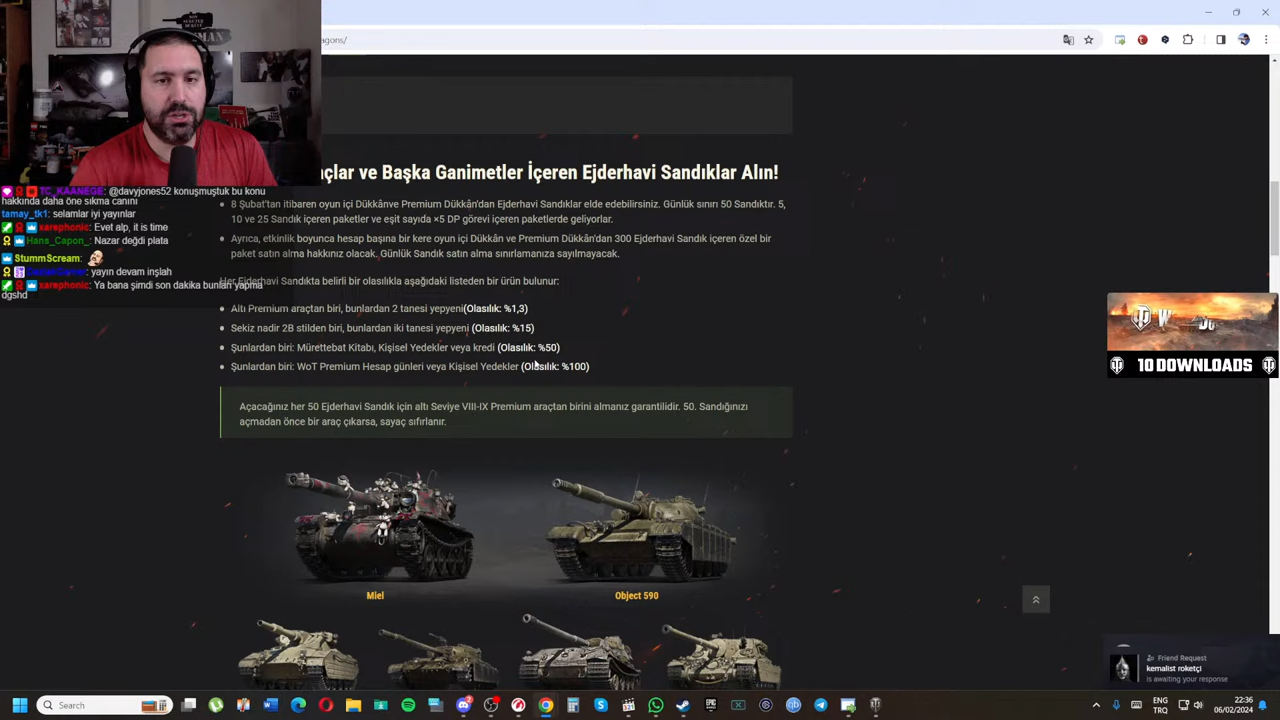 agons/
açlar ve Başka Ganimetler İçeren Ejderhavi Sandıklar Alın!
8 Şubat'tan itibaren oyun içi Dükkânve Premium Dükkân'dan Ejderhavi Sandıklar elde edebilirsiniz. Günlük sınırı 50 Sandıktır. 5,
10 ve 25 Sandık içeren paketler ve eşit sayıda ×5 DP görevi içeren paketlerde geliyorlar.
Ayrıca, etkinlik boyunca hesap başına bir kere oyun içi Dükkân ve Premium Dükkân'dan 300 Ejderhavi Sandık içeren özel bir
paket satın alma hakkınız olacak. Günlük Sandık satın alma sınırlamanıza sayılmayacak.
Her Ejderhavi Sandıkta belirli bir olasılıkla aşağıdaki listeden bir ürün bulunur:
Altı Premium araçtan biri, bunlardan 2 tanesi yepyeni(Olasılık: %1,3)
Sekiz nadir 2B stilden biri, bunlardan iki tanesi yepyeni (Olasılık: %15)
Şunlardan biri: Mürettebat Kitabı, Kişisel Yedekler veya kredi (Olasılık: %50)
Şunlardan biri: WoT Premium Hesap günleri veya Kişisel Yedekler (Olasılık: %100)
Açacağınız her 50 Ejderhavi Sandık için altı Seviye VIII-IX Premium araçtan birini almanız garantilidir. 50. Sandığınızı
açmadan önce bir araç çıkarsa, sayaç sıfırlanır.
Miel
Object 590
TC_KAANEGE: @davyjones52 konuşmuştuk bu konu
hakkında daha öne sıkma canını
tamay_tk1: selamlar iyi yayınlar
xaraphonic: Evet alp, it is time
Hans_Capon_: Nazar değdi plata
StummScream:
yayın devam inşlah
xaraphonic: Ya bana şimdi son dakika bunları yapma
dgshd
10 DOWNLOADS
Friend Request
kemalist roketçi
is awaiting your response
Search
ENG
TRQ
22:36
06/02/2024